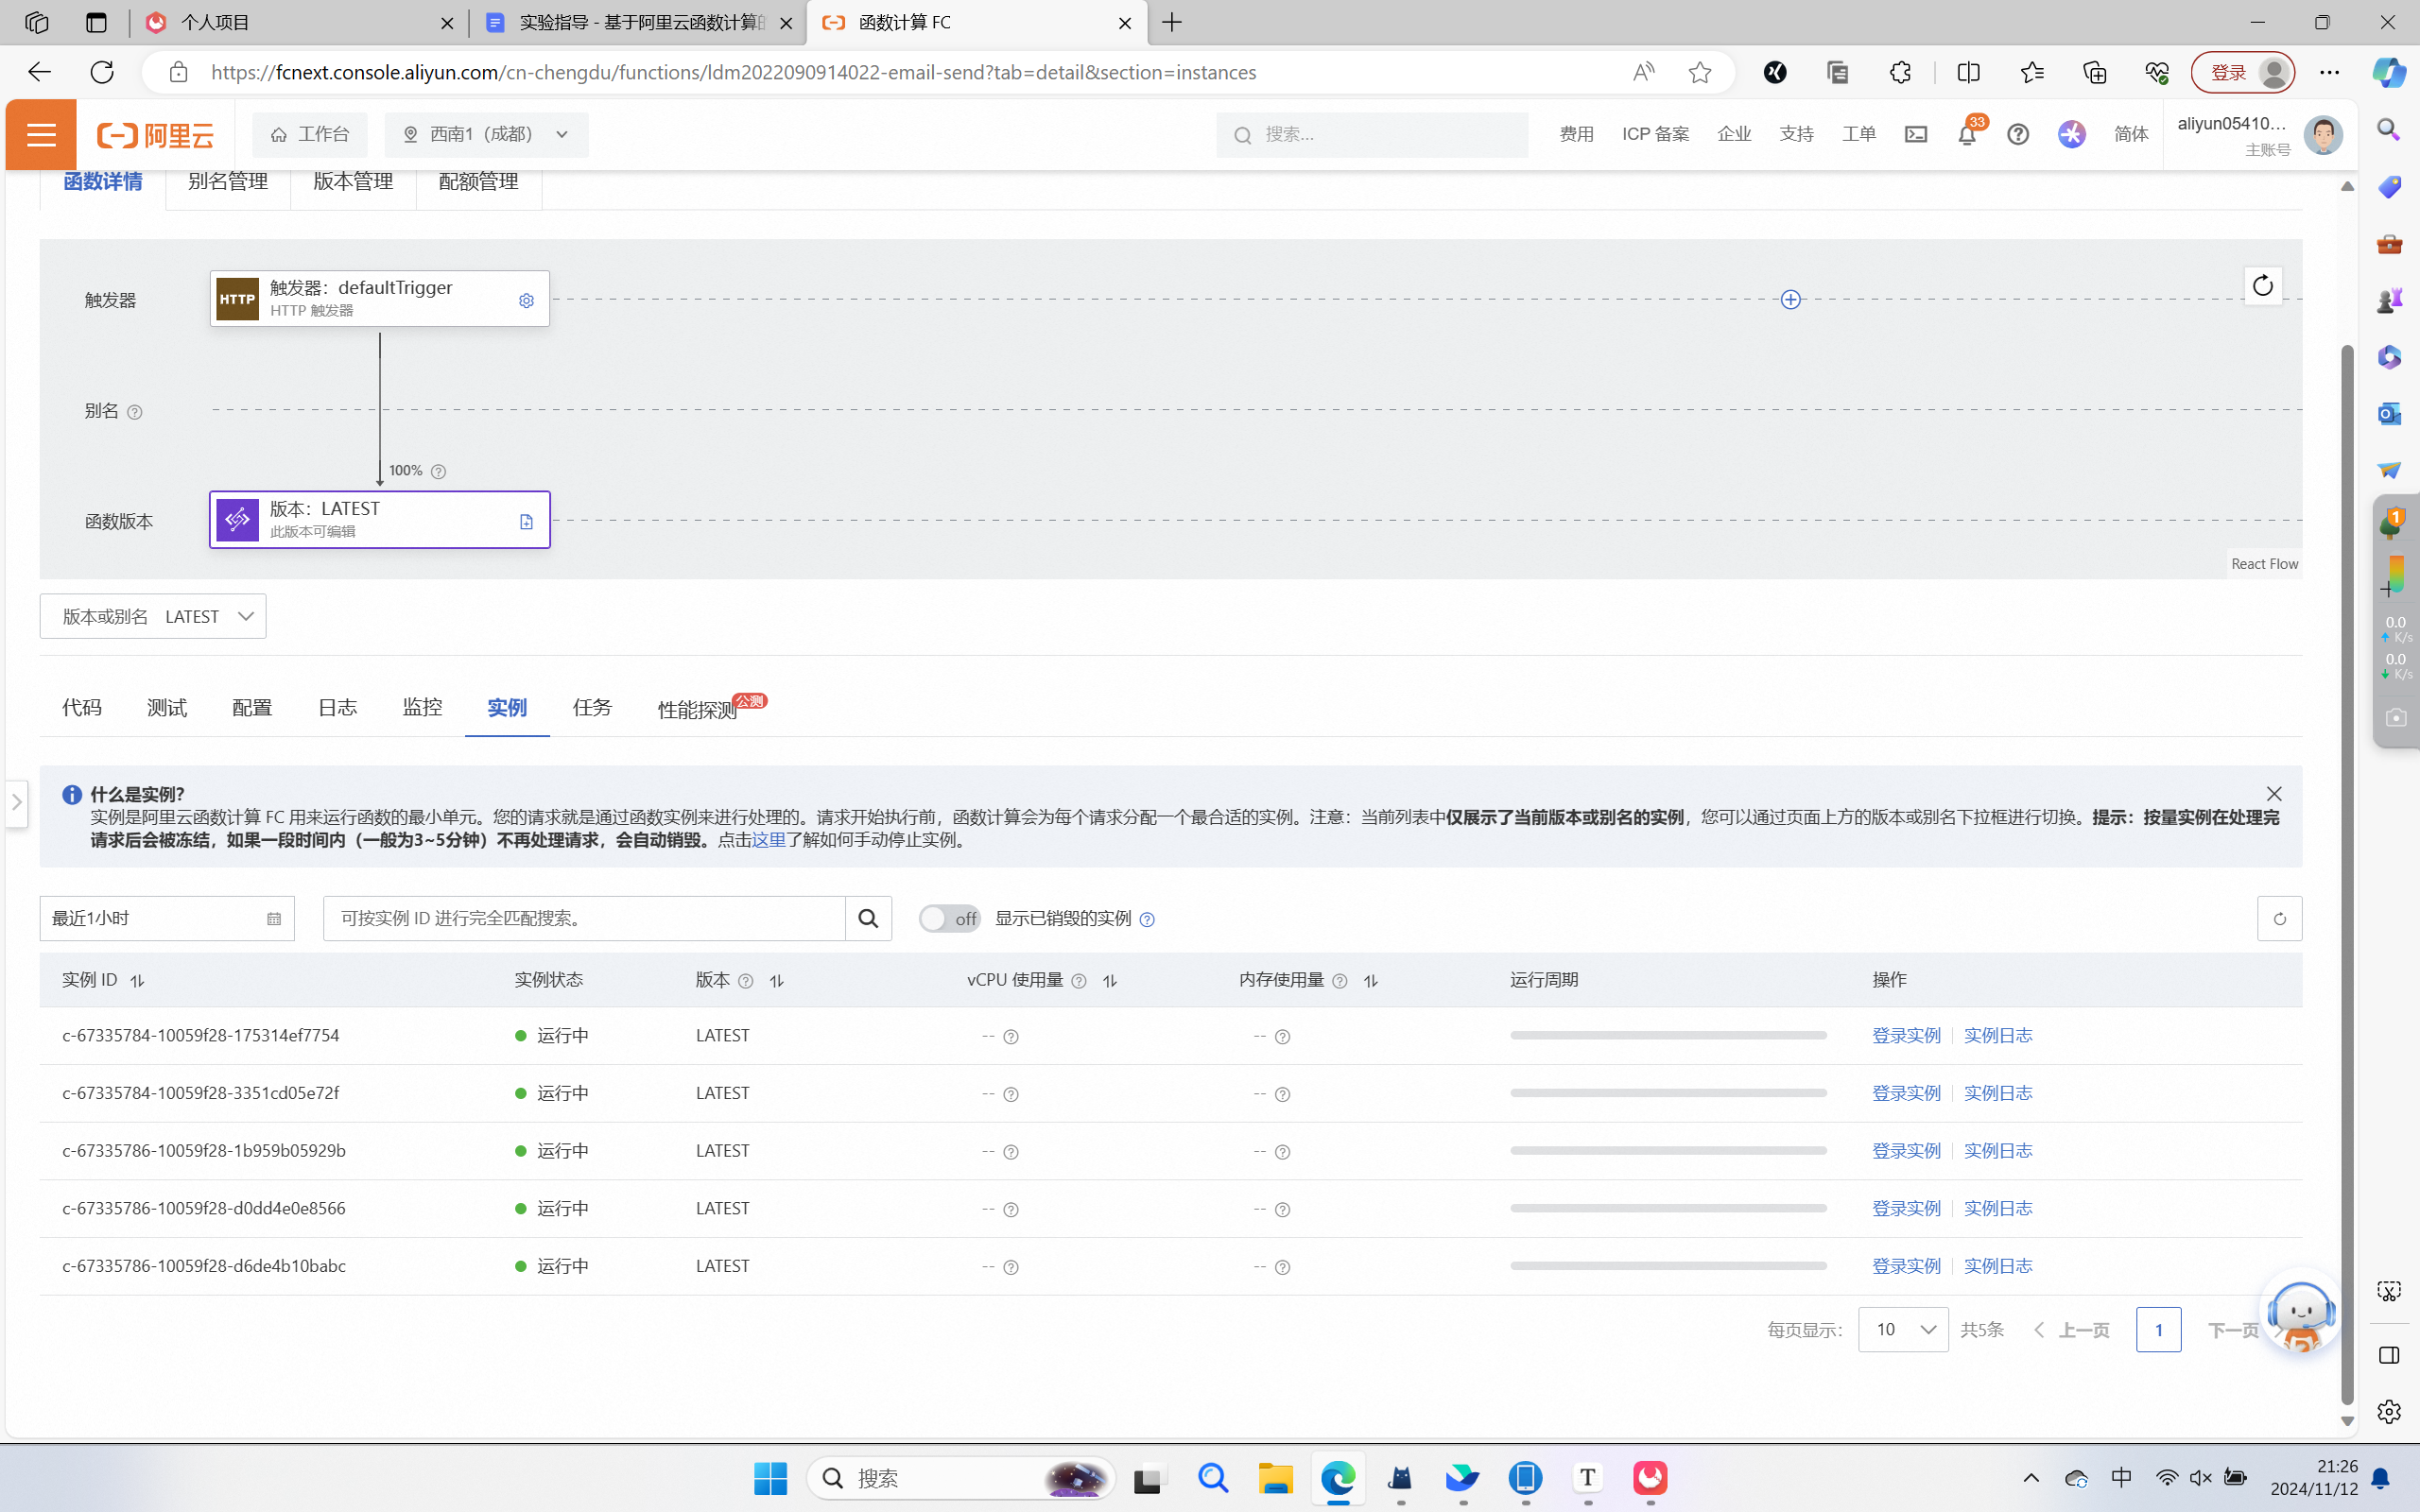 个人项目
实验指导 - 基于阿里云函数计算的
函数计算 FC
https://fcnext.console.aliyun.com/cn-chengdu/functions/ldm2022090914022-email-send?tab=detail&section=instances
登录
阿里云
工作台
西南1（成都）
搜索...
费用
ICP 备案
企业
支持
工单
33
简体
aliyun05410...
主账号
函数详情
别名管理
版本管理
配额管理
触发器
HTTP
触发器：defaultTrigger
HTTP 触发器
别名
100%
函数版本
版本：LATEST
此版本可编辑
React Flow
版本或别名 LATEST
代码
测试
配置
日志
监控
实例
任务
性能探测
公测
什么是实例？
实例是阿里云函数计算 FC 用来运行函数的最小单元。您的请求就是通过函数实例来进行处理的。请求开始执行前，函数计算会为每个请求分配一个最合适的实例。注意：当前列表中仅展示了当前版本或别名的实例，您可以通过页面上方的版本或别名下拉框进行切换。提示：按量实例在处理完
请求后会被冻结，如果一段时间内（一般为3~5分钟）不再处理请求，会自动销毁。点击这里了解如何手动停止实例。
最近1小时
可按实例 ID 进行完全匹配搜索。
off
显示已销毁的实例
实例 ID 实例状态 版本 vCPU 使用量 内存使用量 运行周期 操作
c-67335784-10059f28-175314ef7754 运行中 LATEST -- -- 登录实例 实例日志
c-67335784-10059f28-3351cd05e72f 运行中 LATEST -- -- 登录实例 实例日志
c-67335786-10059f28-1b959b05929b 运行中 LATEST -- -- 登录实例 实例日志
c-67335786-10059f28-d0dd4e0e8566 运行中 LATEST -- -- 登录实例 实例日志
c-67335786-10059f28-d6de4b10babc 运行中 LATEST -- -- 登录实例 实例日志
每页显示： 10 共5条 上一页 1 下一页
1
0.0
K/s
0.0
K/s
搜索
中
21:26
2024/11/12